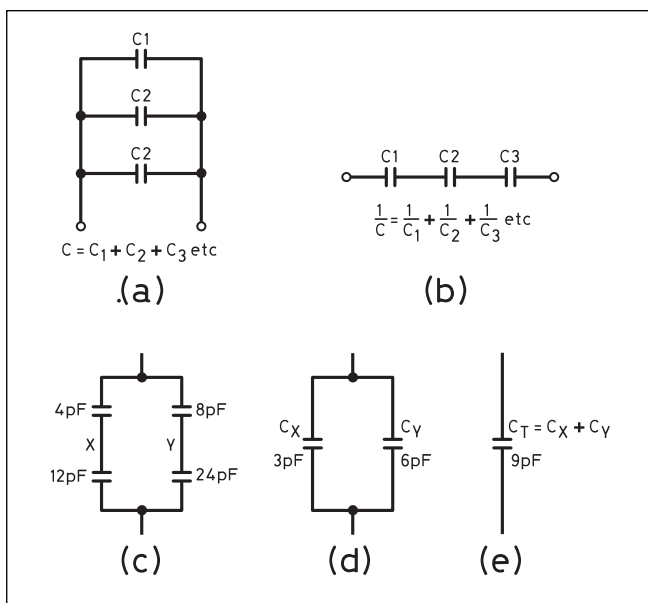 C1
C2
C2
C = C1 + C2 + C3 etc
.(a)
C1 C2 C3
1/C = 1/C1 + 1/C2 + 1/C3 etc
(b)
4pF 8pF
X Y
12pF 24pF
(c)
CX CY
3pF 6pF
(d)
CT = CX + CY
9pF
(e)